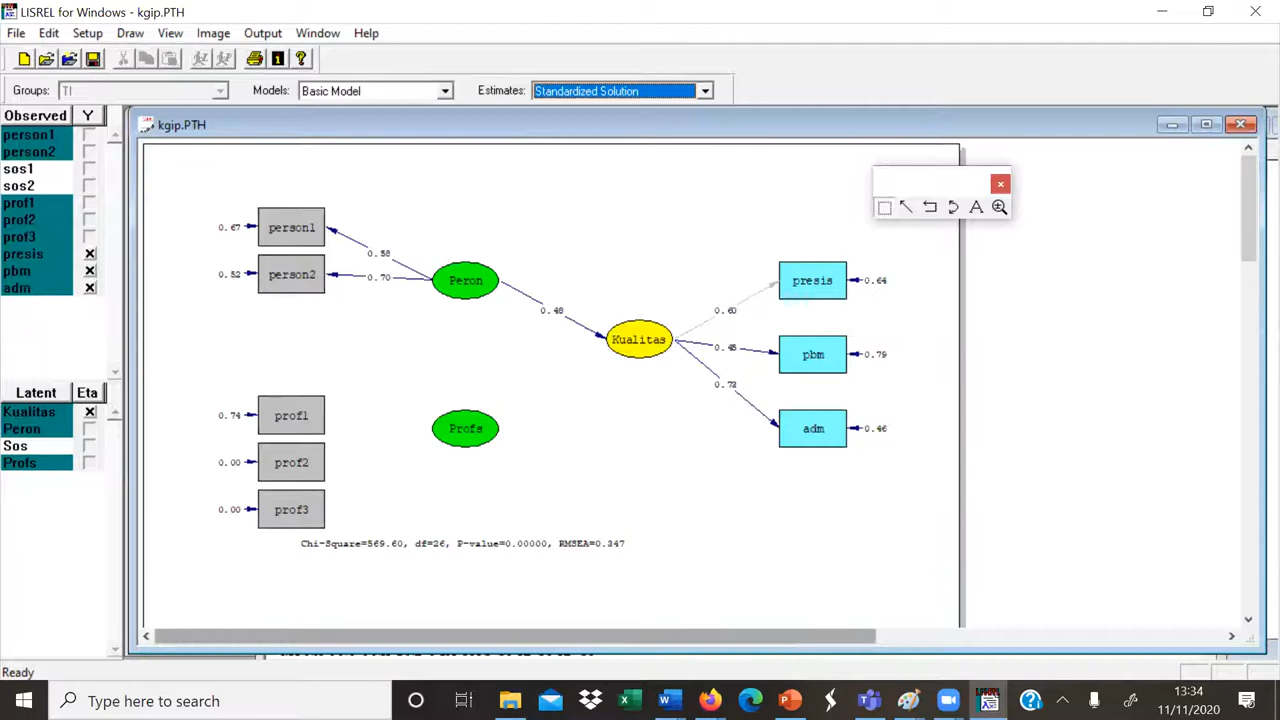 LISREL for Windows - kgip.PTH
File Edit Setup Draw View Image Output Window Help
Groups: TI Models: Basic Model Estimates: Standardized Solution
Observed Y
person1
person2
sos1
sos2
prof1
prof2
prof3
presis
pbm
adm
Latent Eta
Kualitas
Peron
Sos
Profs
kgip.PTH
A
0.67 person1
0.58
0.52 person2
0.70
Peron
0.48
Kualitas
0.60
presis 0.64
0.45
pbm 0.79
0.73
adm 0.46
0.74 prof1
Profs
0.00 prof2
0.00 prof3
Chi-Square=569.60, df=26, P-value=0.00000, RMSEA=0.347
Ready
Type here to search
13:34
11/11/2020